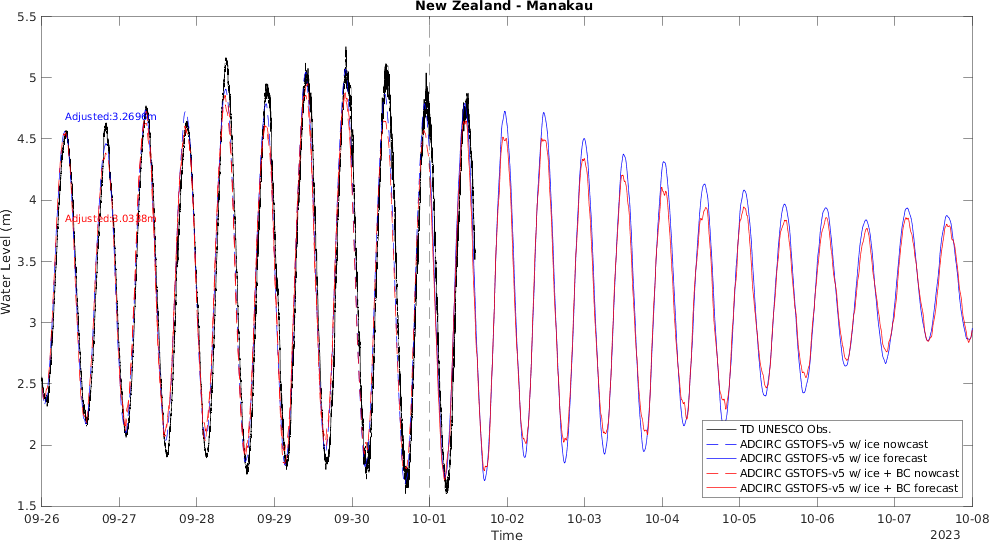 New Zealand - Manakau
5.5
5
4.5
4
3.5
3
2.5
2
1.5
Water Level (m)
Adjusted:3.2696m
Adjusted:3.0338m
TD UNESCO Obs.
ADCIRC GSTOFS-v5 w/ ice nowcast
ADCIRC GSTOFS-v5 w/ ice forecast
ADCIRC GSTOFS-v5 w/ ice + BC nowcast
ADCIRC GSTOFS-v5 w/ ice + BC forecast
09-26 09-27 09-28 09-29 09-30 10-01 10-02 10-03 10-04 10-05 10-06 10-07 10-08
Time
2023